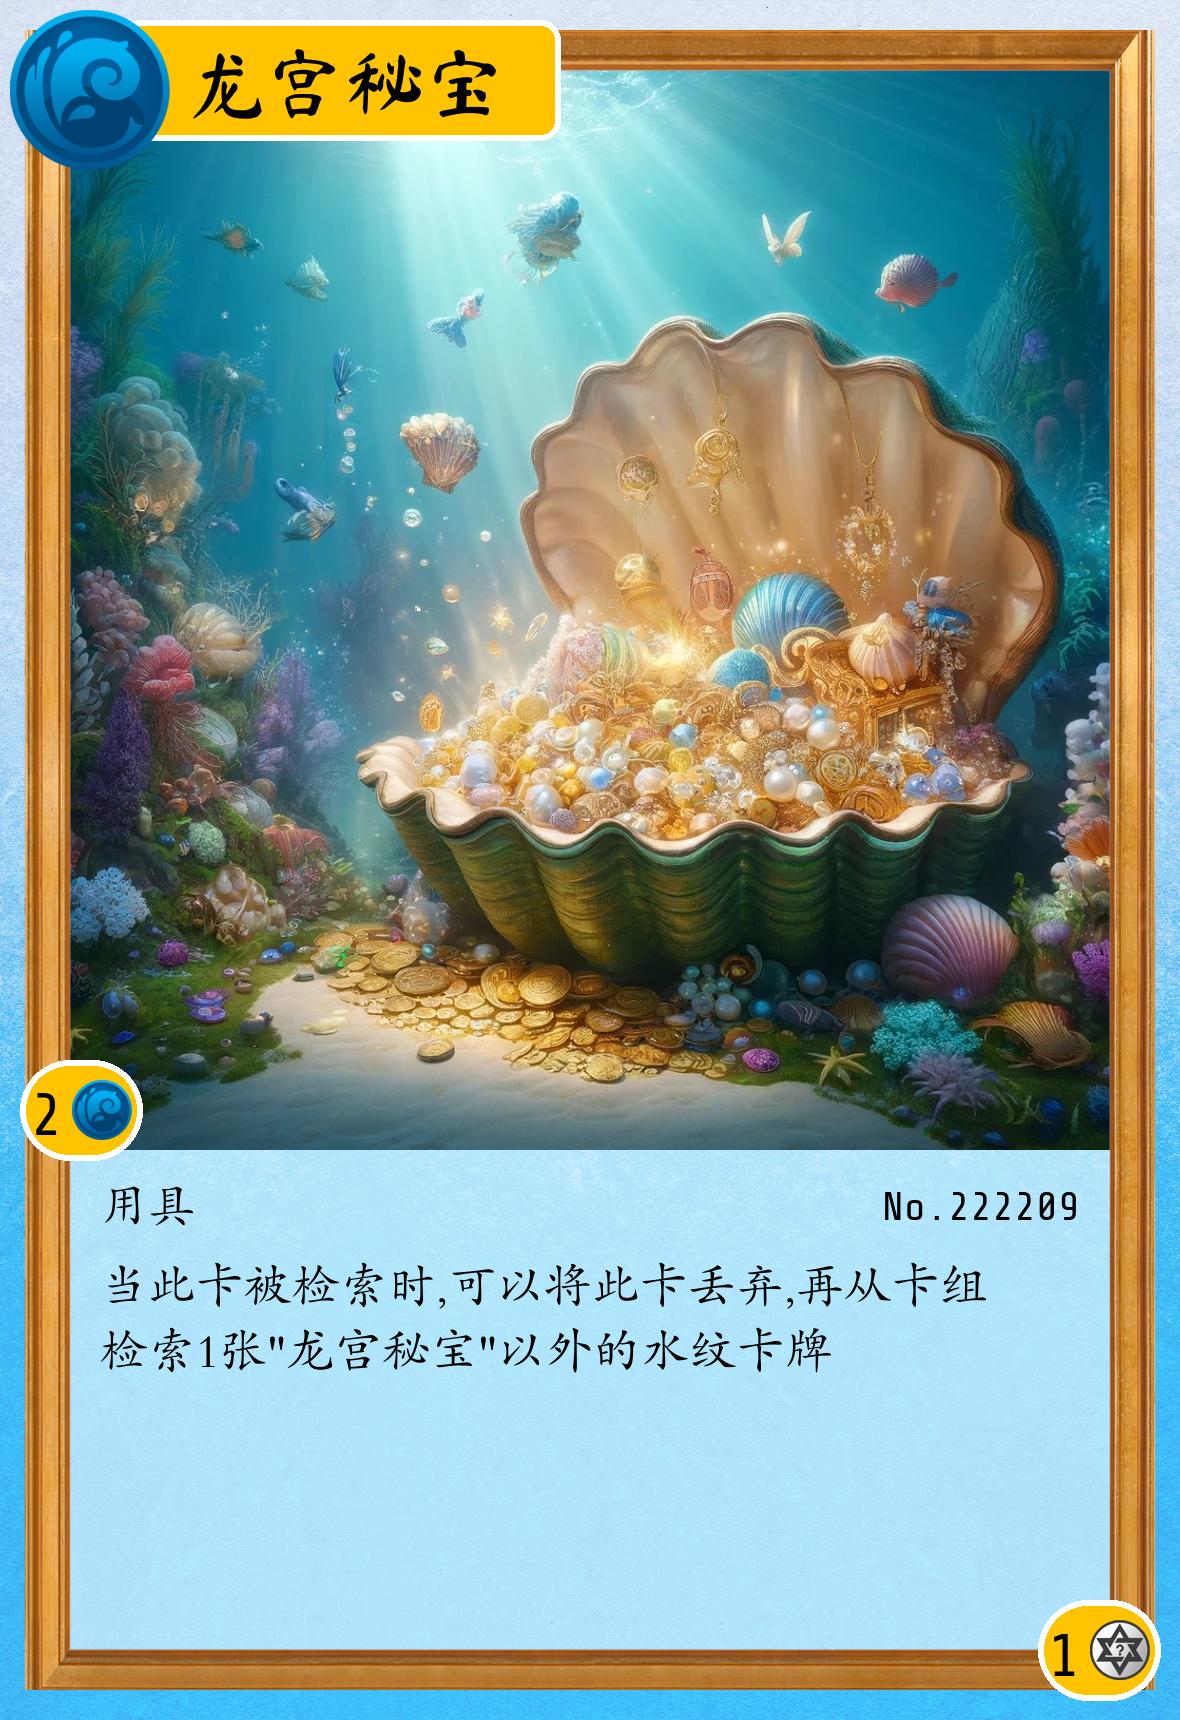 龙宫秘宝
2
用具
No.222209
当此卡被检索时,可以将此卡丢弃,再从卡组
检索1张"龙宫秘宝"以外的水纹卡牌
1 ?